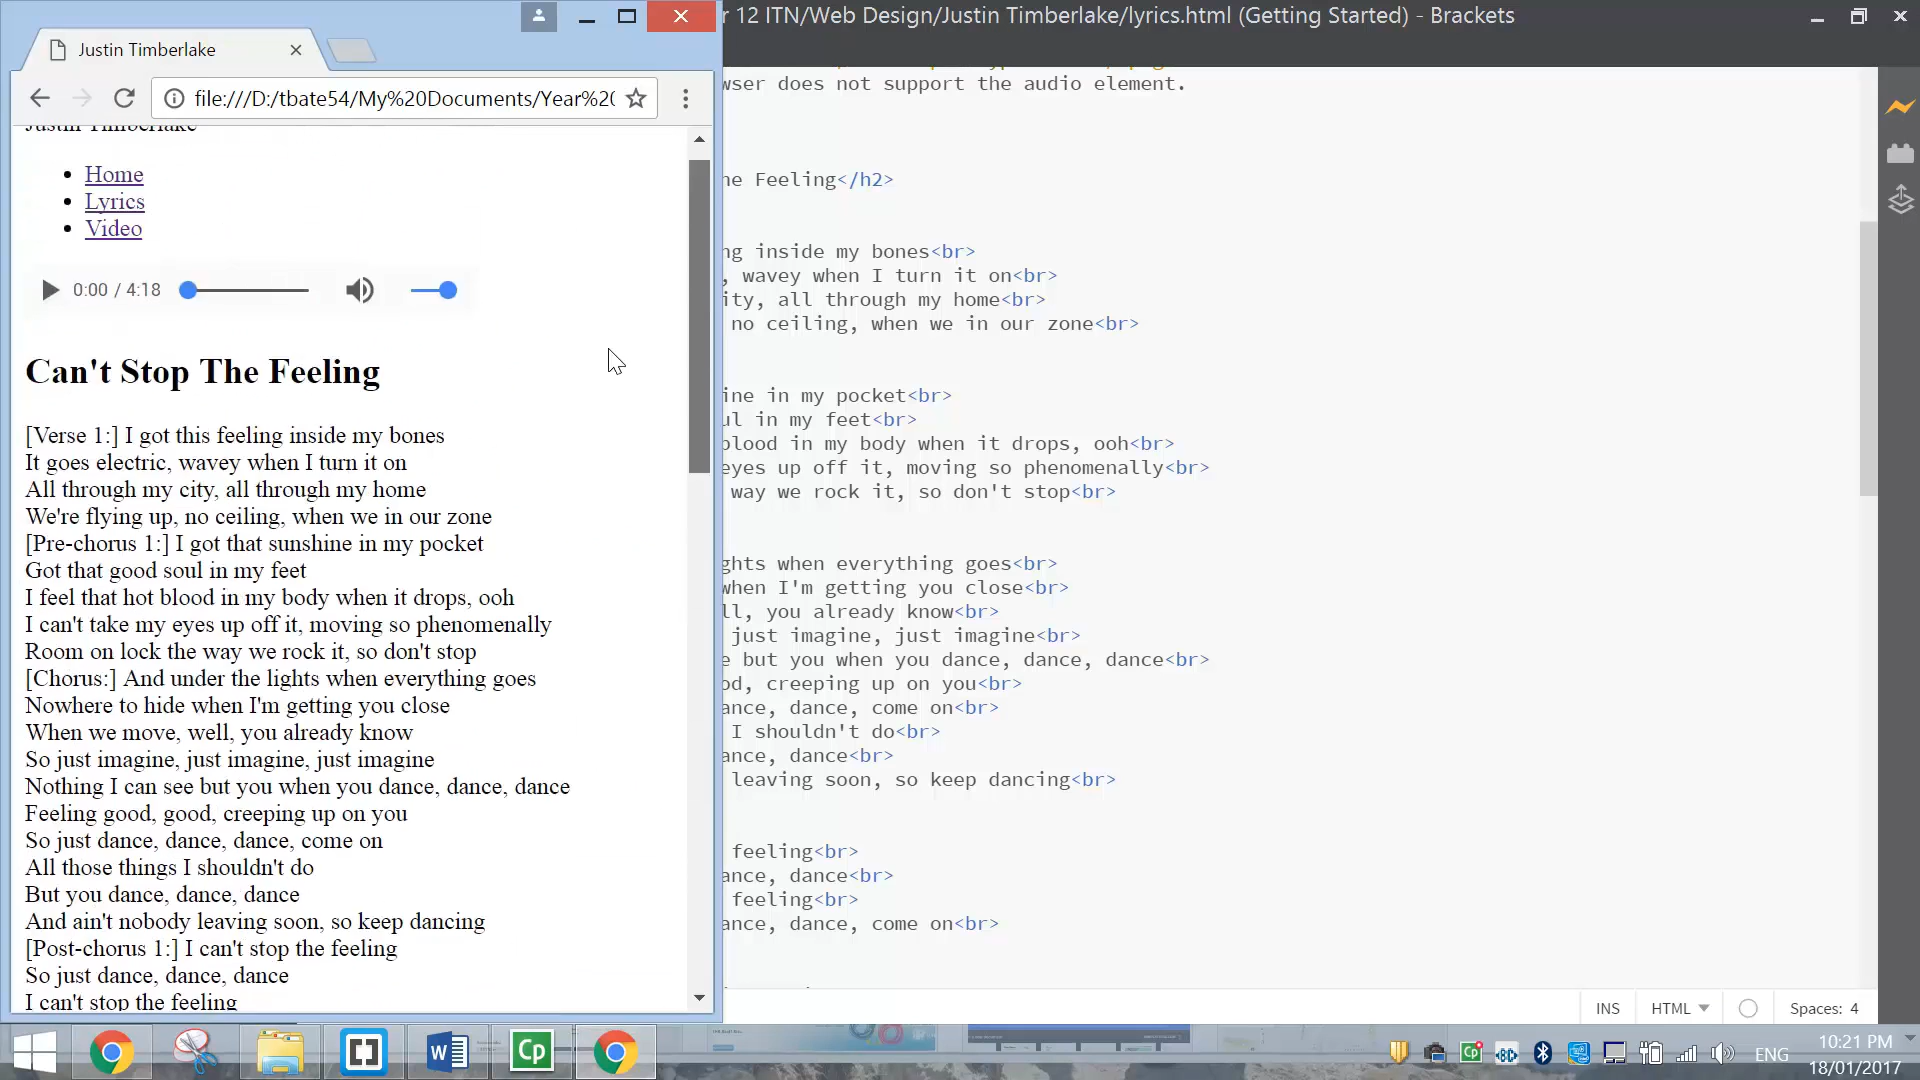 Justin Timberlake
file:///D:/tbate54/My%20Documents/Year%20
Justin Timberlake
Home
Lyrics
Video
0:00 / 4:18
Can't Stop The Feeling
[Verse 1:] I got this feeling inside my bones
It goes electric, wavey when I turn it on
All through my city, all through my home
We're flying up, no ceiling, when we in our zone
[Pre-chorus 1:] I got that sunshine in my pocket
Got that good soul in my feet
I feel that hot blood in my body when it drops, ooh
I can't take my eyes up off it, moving so phenomenally
Room on lock the way we rock it, so don't stop
[Chorus:] And under the lights when everything goes
Nowhere to hide when I'm getting you close
When we move, well, you already know
So just imagine, just imagine, just imagine
Nothing I can see but you when you dance, dance, dance
Feeling good, good, creeping up on you
So just dance, dance, dance, come on
All those things I shouldn't do
But you dance, dance, dance
And ain't nobody leaving soon, so keep dancing
[Post-chorus 1:] I can't stop the feeling
So just dance, dance, dance
I can't stop the feeling
r 12 ITN/Web Design/Justin Timberlake/lyrics.html (Getting Started) - Brackets
wser does not support the audio element.
he Feeling</h2>
ng inside my bones<br>
, wavey when I turn it on<br>
ity, all through my home<br>
no ceiling, when we in our zone<br>
ine in my pocket<br>
ul in my feet<br>
blood in my body when it drops, ooh<br>
eyes up off it, moving so phenomenally<br>
way we rock it, so don't stop<br>
ghts when everything goes<br>
when I'm getting you close<br>
ll, you already know<br>
just imagine, just imagine<br>
e but you when you dance, dance, dance<br>
od, creeping up on you<br>
ance, dance, come on<br>
I shouldn't do<br>
ance, dance<br>
leaving soon, so keep dancing<br>
feeling<br>
ance, dance<br>
feeling<br>
ance, dance, come on<br>
INS HTML Spaces: 4
ENG
10:21 PM
18/01/2017